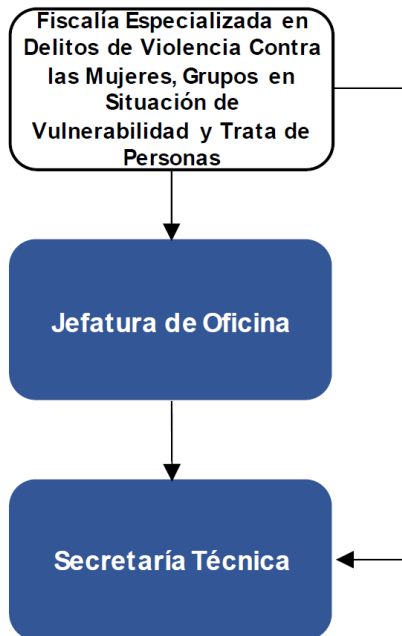 Fiscalía Especializada en
Delitos de Violencia Contra
las Mujeres, Grupos en
Situación de
Vulnerabilidad y Trata de
Personas
Jefatura de Oficina
Secretaría Técnica